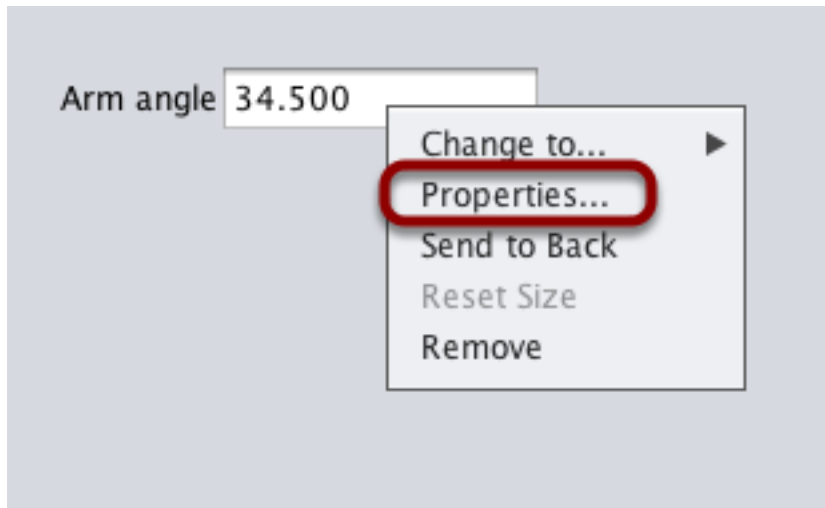 Arm angle 34.500
Change to...
Properties...
Send to Back
Reset Size
Remove